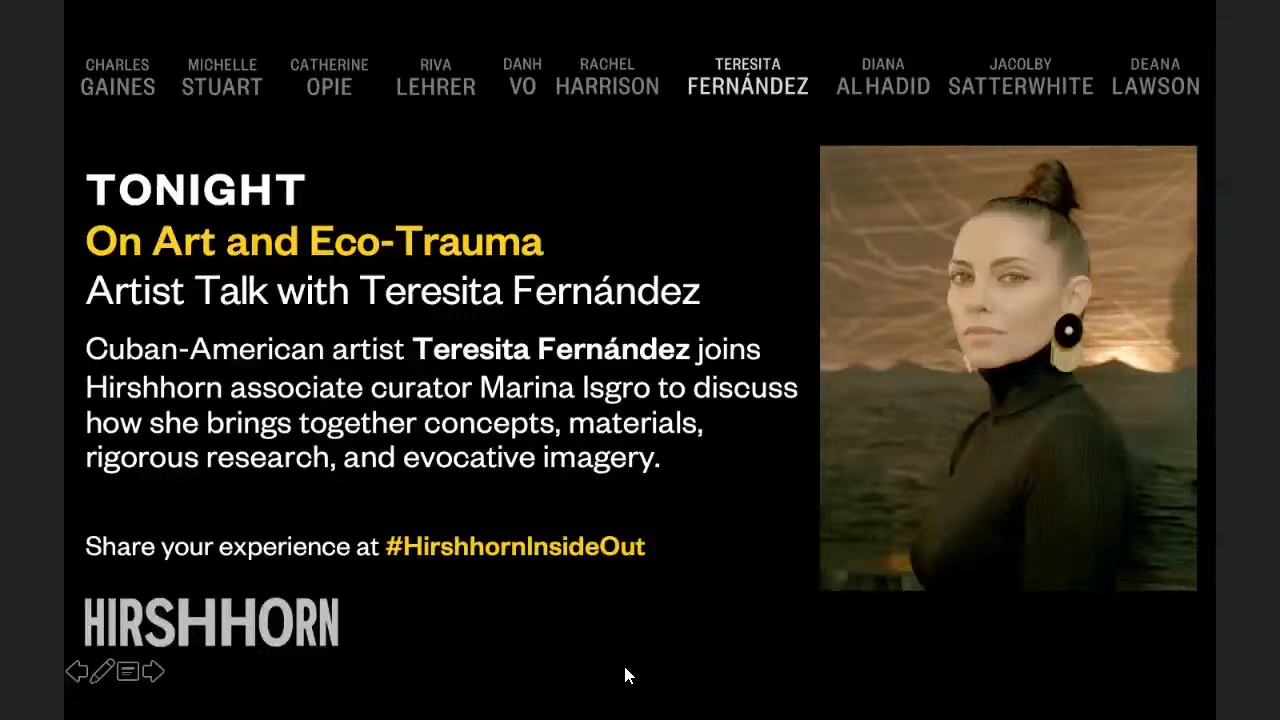 CHARLES MICHELLE CATHERINE RIVA DANH RACHEL TERESITA DIANA JACOLBY DEANA
GAINES STUART OPIE LEHRER VO HARRISON FERNÁNDEZ ALHADID SATTERWHITE LAWSON
TONIGHT
On Art and Eco-Trauma
Artist Talk with Teresita Fernández
Cuban-American artist Teresita Fernández joins
Hirshhorn associate curator Marina Isgro to discuss
how she brings together concepts, materials,
rigorous research, and evocative imagery.
Share your experience at #HirshhornInsideOut
HIRSHHORN